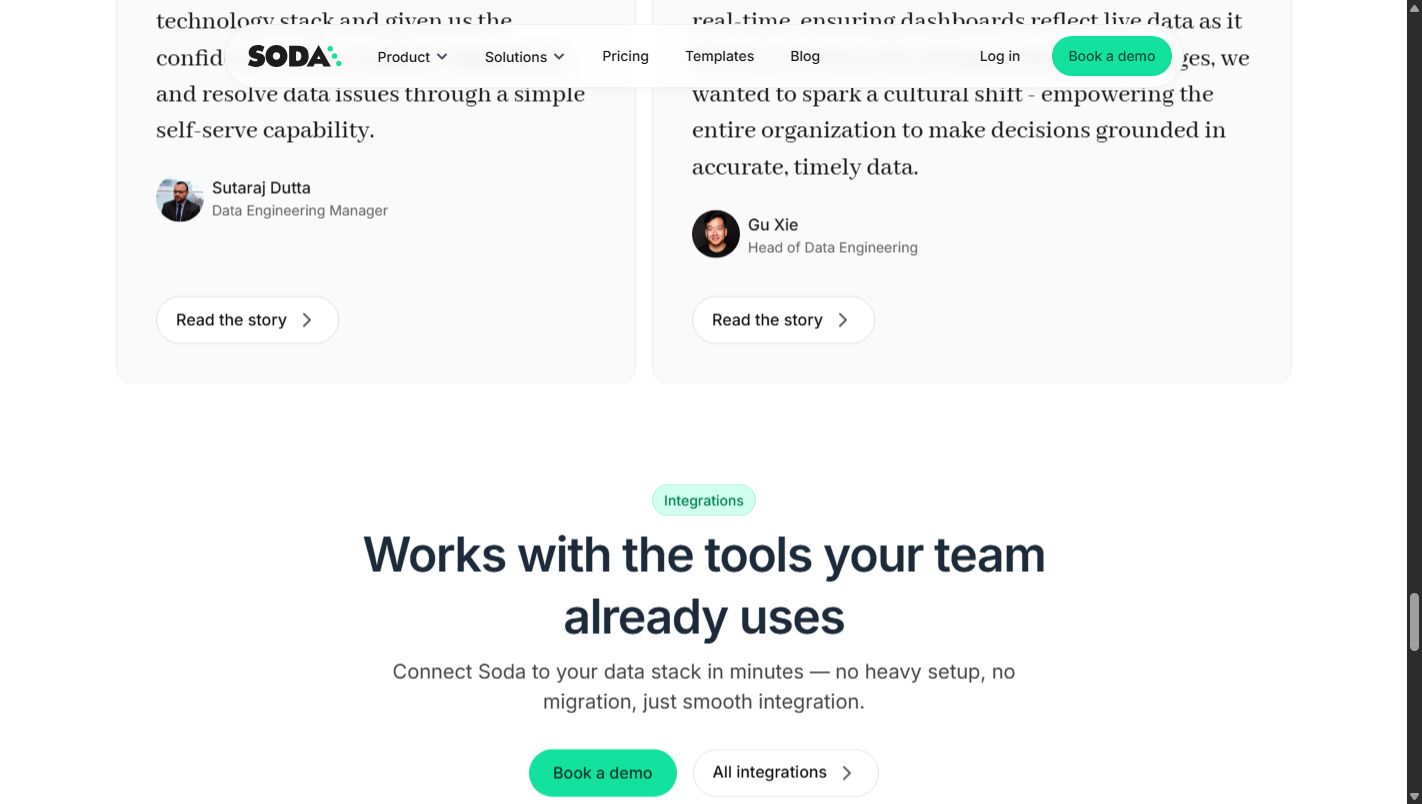 technology stack and given us the
confid
and resolve data issues through a simple
self-serve capability.
Sutaraj Dutta
Data Engineering Manager
Read the story
real-time, ensuring dashboards reflect live data as it
ges, we
wanted to spark a cultural shift - empowering the
entire organization to make decisions grounded in
accurate, timely data.
Gu Xie
Head of Data Engineering
Read the story
SODA
Product
Solutions
Pricing
Templates
Blog
Log in
Book a demo
Integrations
Works with the tools your team
already uses
Connect Soda to your data stack in minutes — no heavy setup, no
migration, just smooth integration.
Book a demo
All integrations